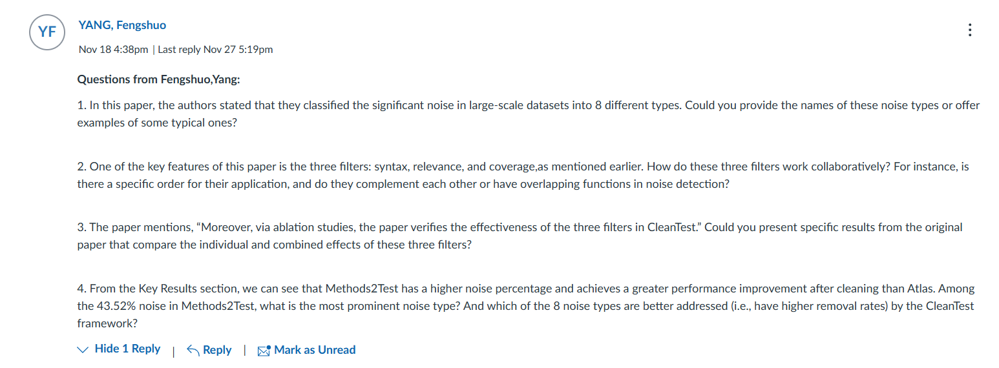 YF
YANG, Fengshuo
Nov 18 4:38pm | Last reply Nov 27 5:19pm
Questions from Fengshuo,Yang:
1. In this paper, the authors stated that they classified the significant noise in large-scale datasets into 8 different types. Could you provide the names of these noise types or offer
examples of some typical ones?
2. One of the key features of this paper is the three filters: syntax, relevance, and coverage,as mentioned earlier. How do these three filters work collaboratively? For instance, is
there a specific order for their application, and do they complement each other or have overlapping functions in noise detection?
3. The paper mentions, “Moreover, via ablation studies, the paper verifies the effectiveness of the three filters in CleanTest.” Could you present specific results from the original
paper that compare the individual and combined effects of these three filters?
4. From the Key Results section, we can see that Methods2Test has a higher noise percentage and achieves a greater performance improvement after cleaning than Atlas. Among
the 43.52% noise in Methods2Test, what is the most prominent noise type? And which of the 8 noise types are better addressed (i.e., have higher removal rates) by the CleanTest
framework?
Hide 1 Reply | Reply | Mark as Unread